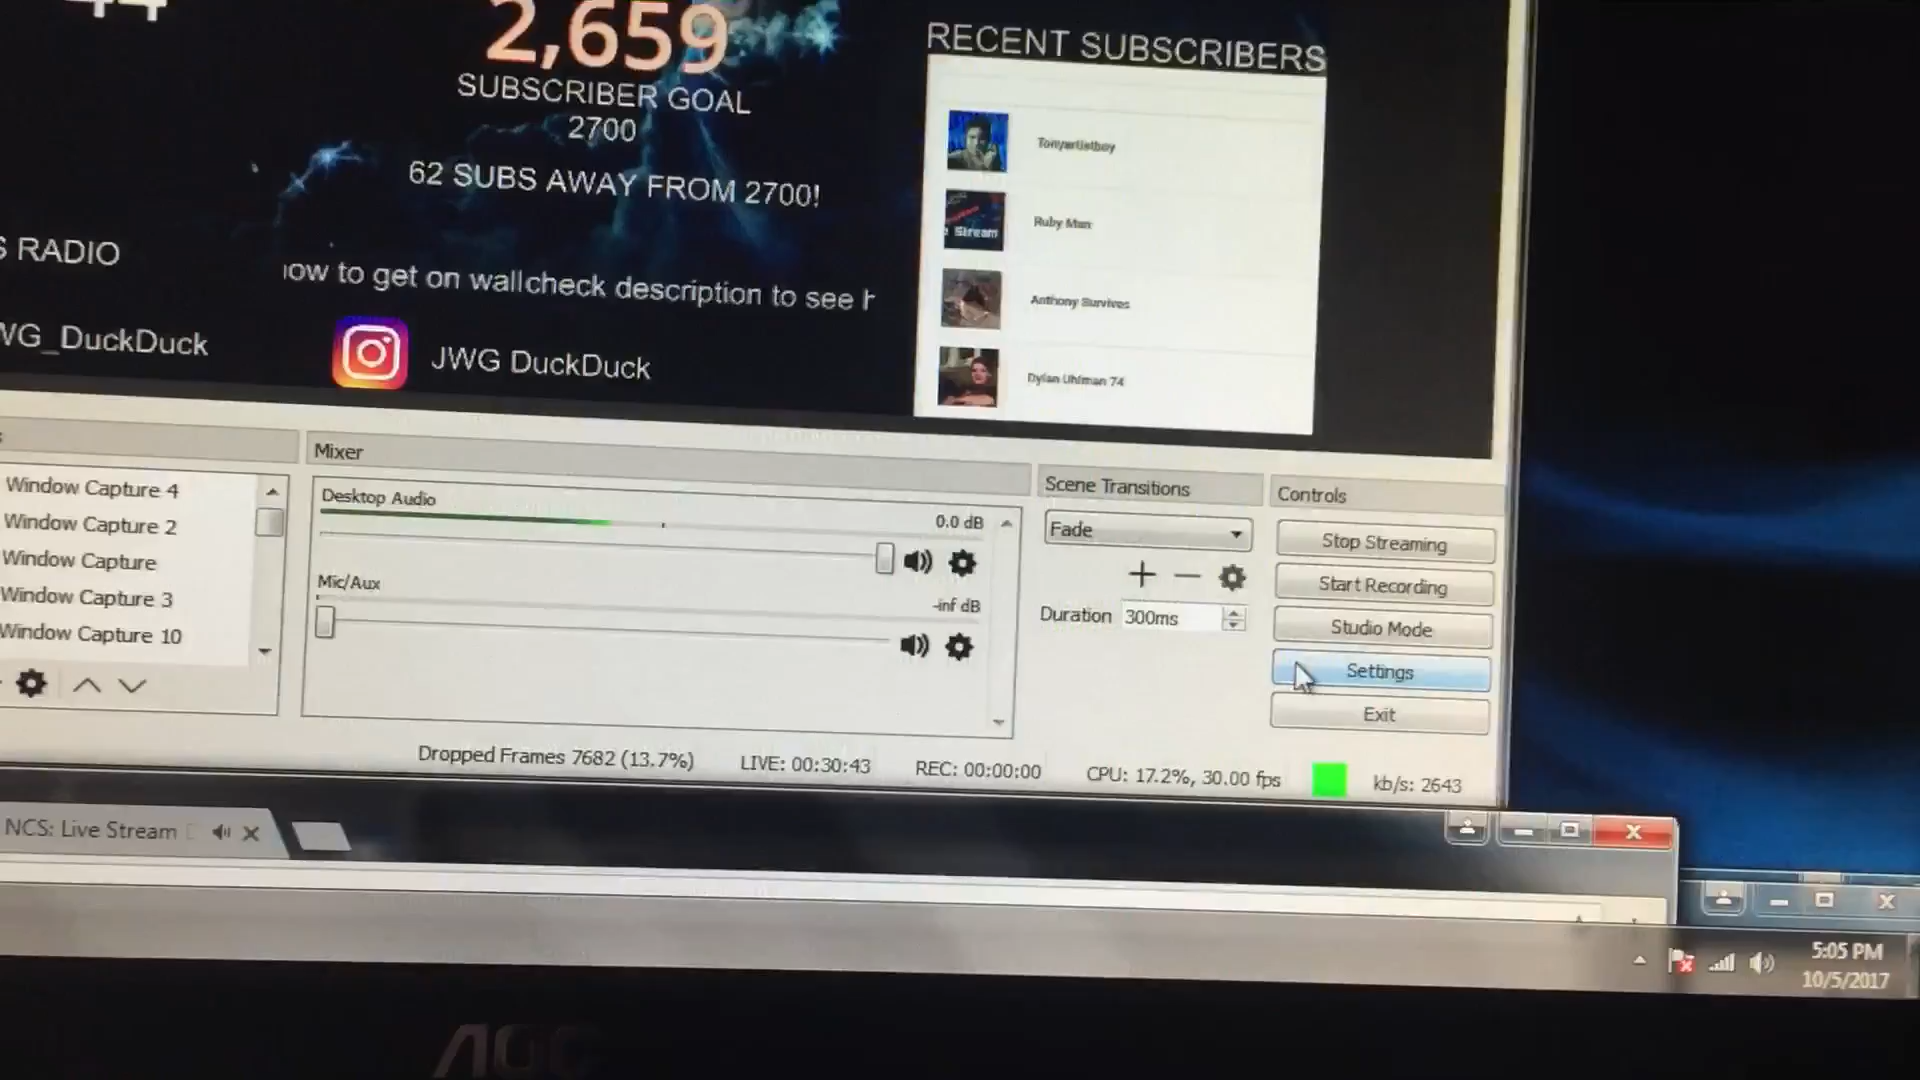 44
2,659
SUBSCRIBER GOAL
2700
62 SUBS AWAY FROM 2700!
S RADIO
ow to get on wallcheck description to see h
WG_DuckDuck
JWG DuckDuck
RECENT SUBSCRIBERS
Tonyartistboy
Stream
Ruby Man
Anthony Survives
Dylan Uhlman 74
Window Capture 4
Window Capture 2
Window Capture
Window Capture 3
Window Capture 10
Mixer
Desktop Audio
0.0 dB
Mic/Aux
-inf dB
Scene Transitions
Fade
Duration 300ms
Controls
Stop Streaming
Start Recording
Studio Mode
Settings
Exit
Dropped Frames 7682 (13.7%) LIVE: 00:30:43 REC: 00:00:00 CPU: 17.2%, 30.00 fps kb/s: 2643
NCS: Live Stream
5:05 PM
10/5/2017
AOC